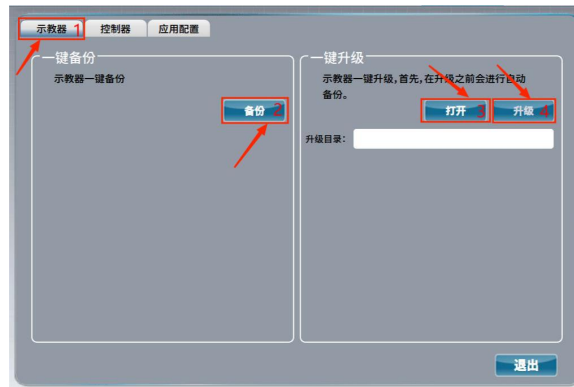 示教器 1 控制器 应用配置
一键备份
示教器一键备份
备份 2
一键升级
示教器一键升级,首先,在升级之前会进行自动
备份。
打开 3 升级 4
升级目录:
退出